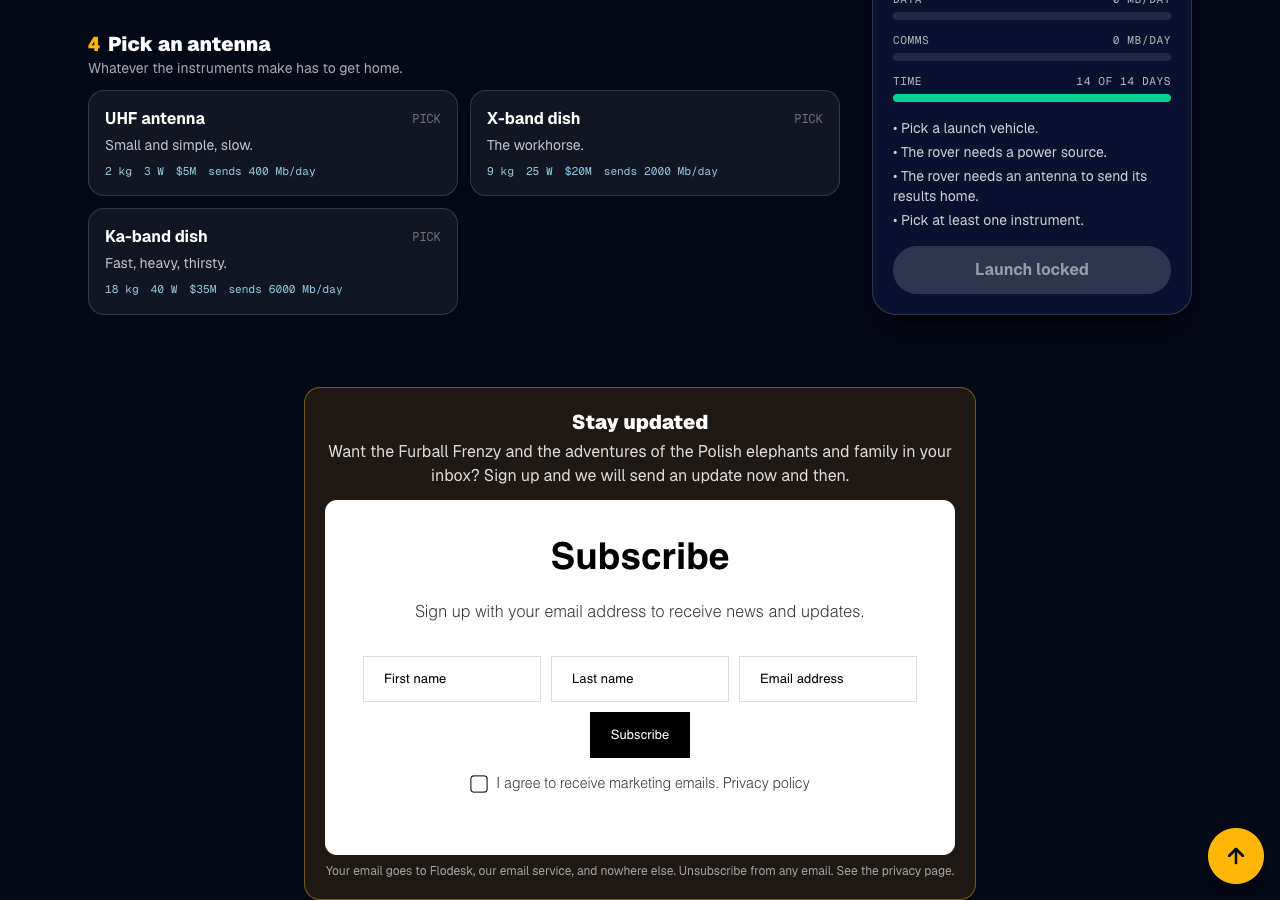 4 Pick an antenna
Whatever the instruments make has to get home.
UHF antenna PICK
Small and simple, slow.
2 kg 3 W $5M sends 400 Mb/day
X-band dish PICK
The workhorse.
9 kg 25 W $20M sends 2000 Mb/day
Ka-band dish PICK
Fast, heavy, thirsty.
18 kg 40 W $35M sends 6000 Mb/day
DATA 0 MB/DAY
COMMS 0 MB/DAY
TIME 14 OF 14 DAYS
• Pick a launch vehicle.
• The rover needs a power source.
• The rover needs an antenna to send its
results home.
• Pick at least one instrument.
Launch locked
Stay updated
Want the Furball Frenzy and the adventures of the Polish elephants and family in your
inbox? Sign up and we will send an update now and then.
Subscribe
Sign up with your email address to receive news and updates.
First name
Last name
Email address
Subscribe
I agree to receive marketing emails. Privacy policy
Your email goes to Flodesk, our email service, and nowhere else. Unsubscribe from any email. See the privacy page.